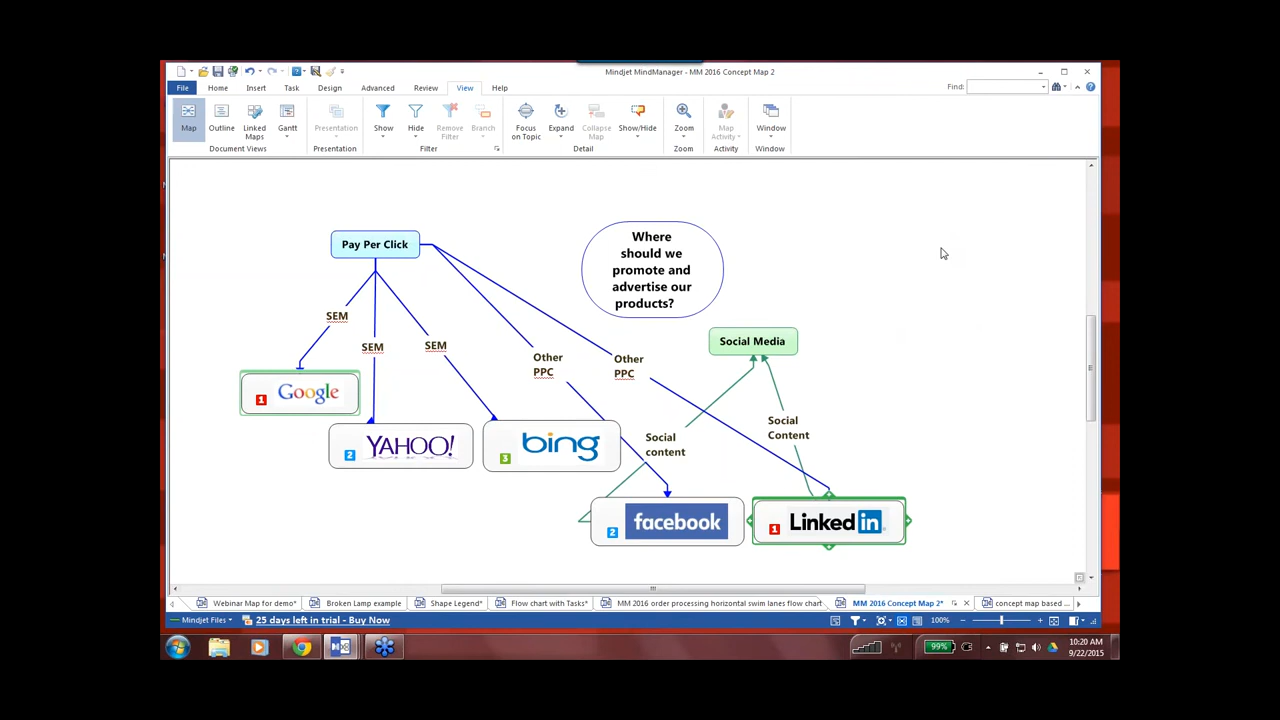 Mindjet MindManager - MM 2016 Concept Map 2
File Home Insert Task Design Advanced Review View Help
Find:
Map Outline Linked Maps Gantt Presentation Show Hide Remove Filter Branch Focus on Topic Expand Collapse Map Show/Hide Zoom Map Activity Window
Document Views Presentation Filter Detail Zoom Activity Window
Pay Per Click
Where
should we
promote and
advertise our
products?
Social Media
SEM
SEM
SEM
Other
PPC
Other
PPC
Social
Content
Social
content
1 Google
2 YAHOO!
3 bing
2 facebook
1 Linked in
Webinar Map for demo* Broken Lamp example Shape Legend* Flow chart with Tasks* MM 2016 order processing horizontal swim lanes flow chart MM 2016 Concept Map 2* concept map based ...
Mindjet Files 25 days left in trial - Buy Now 100%
99%
10:20 AM
9/22/2015